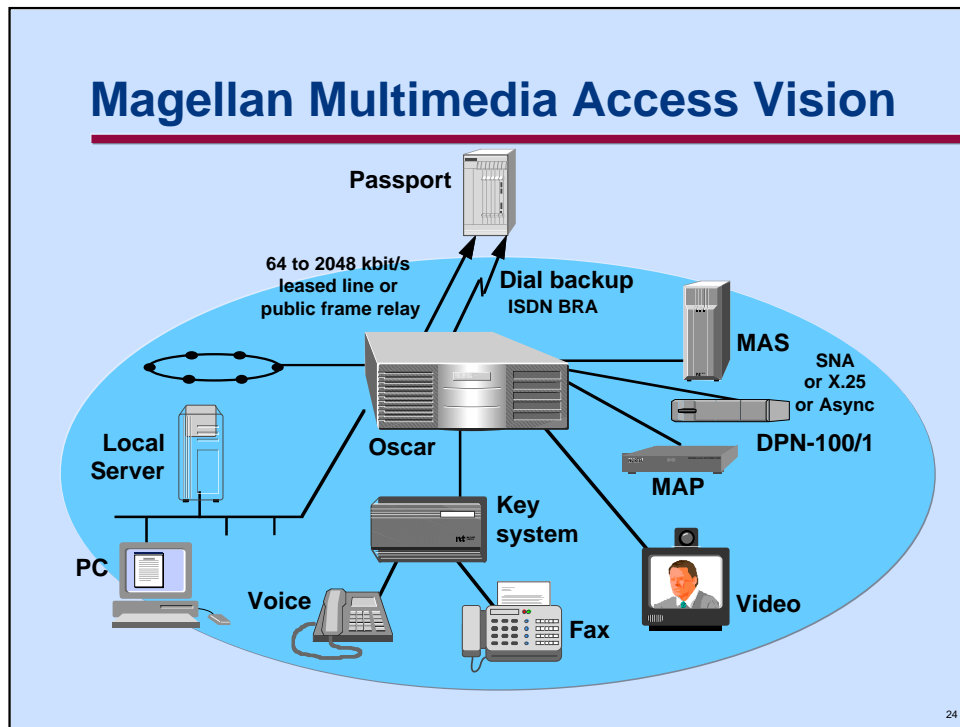 Magellan Multimedia Access Vision
Passport
64 to 2048 kbit/s
leased line or
public frame relay
Dial backup
ISDN BRA
MAS
SNA
or X.25
or Async
DPN-100/1
MAP
Oscar
Local
Server
Key
system
nt
PC
Voice
Fax
Video
24